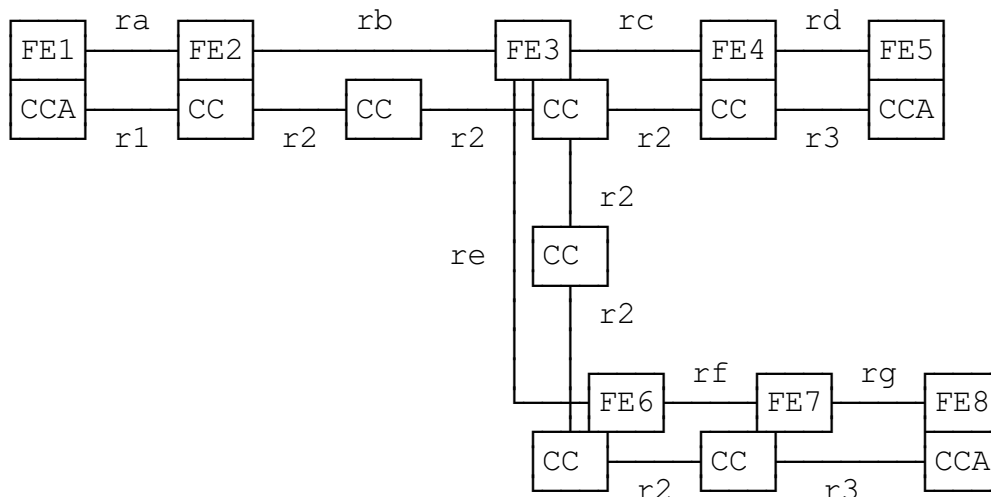 ra rb rc rd
FE1 FE2 FE3 FE4 FE5
CCA CC CC CC CC CCA
r1 r2 r2 r2 r3
r2
re CC
r2
rf rg
FE6 FE7 FE8
CC CC CCA
r2 r3